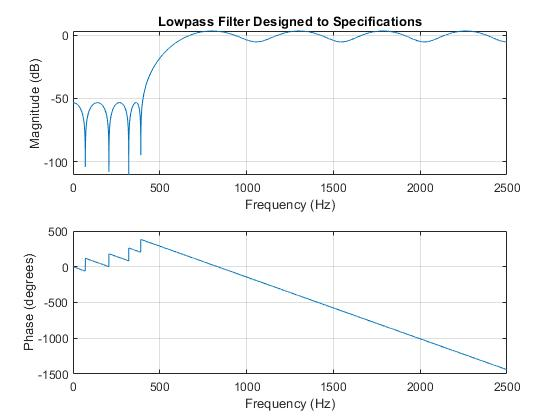 Lowpass Filter Designed to Specifications
Magnitude (dB)
0
-50
-100
0 500 1000 1500 2000 2500
Frequency (Hz)
Phase (degrees)
500
0
-500
-1000
-1500
0 500 1000 1500 2000 2500
Frequency (Hz)